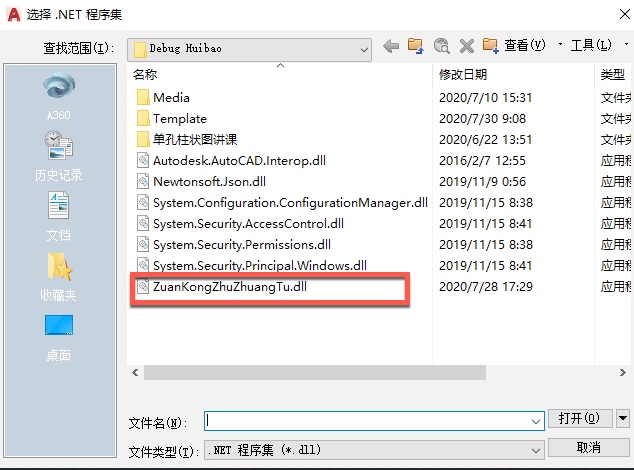 选择 .NET 程序集
查找范围(I): Debug Huibao 查看(V) 工具(L)
名称 修改日期 类型
Media 2020/7/10 15:31 文件夹
Template 2020/7/30 9:08 文件夹
单孔柱状图讲课 2020/6/22 13:51 文件夹
Autodesk.AutoCAD.Interop.dll 2016/2/7 12:55 应用程
Newtonsoft.Json.dll 2019/11/9 0:56 应用程
System.Configuration.ConfigurationManager.dll 2019/11/15 8:38 应用程
System.Security.AccessControl.dll 2019/11/15 8:41 应用程
System.Security.Permissions.dll 2019/11/15 8:38 应用程
System.Security.Principal.Windows.dll 2019/11/15 8:41 应用程
ZuanKongZhuZhuangTu.dll 2020/7/28 17:29 应用程
A360
历史记录
文档
收藏夹
桌面
文件名(N): 打开(O)
文件类型(T): .NET 程序集 (*.dll) 取消